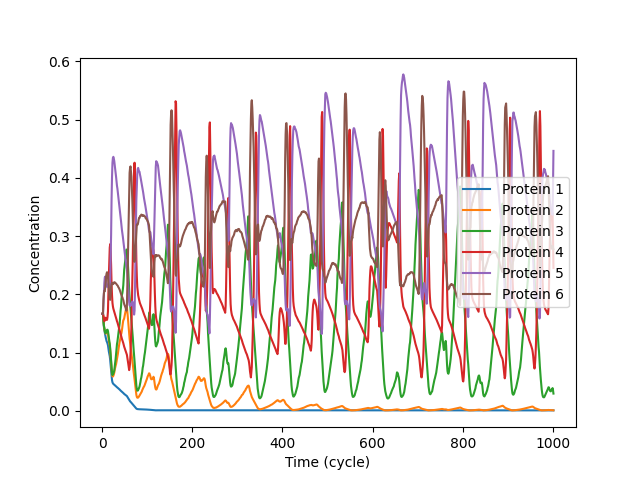 0.6
0.5
0.4
0.3
0.2
0.1
0.0
Concentration
0
200
400
600
800
1000
Time (cycle)
Protein 1
Protein 2
Protein 3
Protein 4
Protein 5
Protein 6